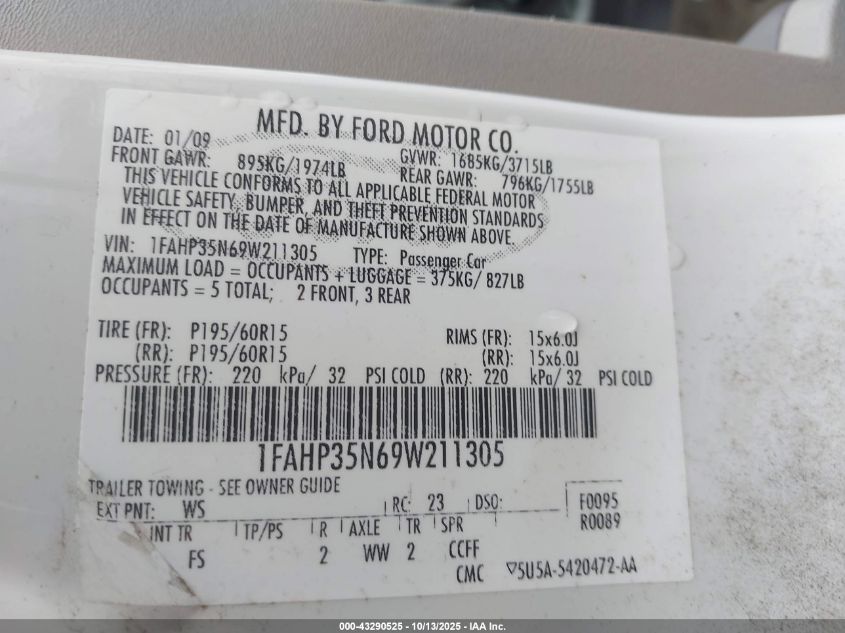 MFD. BY FORD MOTOR CO.
DATE: 01/09 GVWR: 1685KG/3715LB
FRONT GAWR: 895KG/1974LB REAR GAWR: 796KG/1755LB
THIS VEHICLE CONFORMS TO ALL APPLICABLE FEDERAL MOTOR
VEHICLE SAFETY, BUMPER, AND THEFT PREVENTION STANDARDS
IN EFFECT ON THE DATE OF MANUFACTURE SHOWN ABOVE.
VIN: 1FAHP35N69W211305 TYPE: Passenger Car
MAXIMUM LOAD = OCCUPANTS + LUGGAGE = 375KG/ 827LB
OCCUPANTS = 5 TOTAL; 2 FRONT, 3 REAR
TIRE (FR): P195/60R15 RIMS (FR): 15x6.0J
(RR): P195/60R15 (RR): 15x6.0J
PRESSURE (FR): 220 kPa/ 32 PSI COLD (RR): 220 kPa/ 32 PSI COLD
1FAHP35N69W211305
TRAILER TOWING - SEE OWNER GUIDE
EXT PNT: WS RC: 23 DSO: F0095
R0089
INT TR TP/PS R AXLE TR SPR
FS 2 WW 2 CCFF
CMC 5U5A-5420472-AA
000-43290525 - 10/13/2025 - IAA Inc.